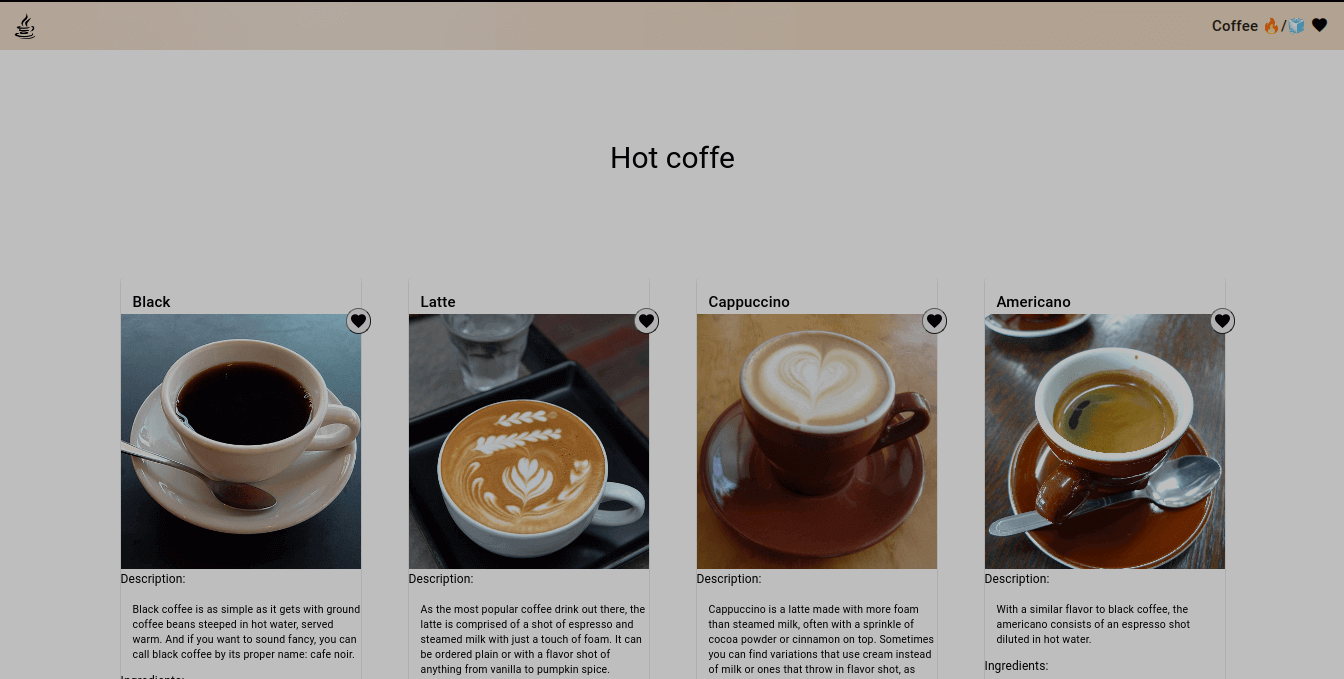 Coffee 🔥/🧊 🖤
Hot coffe
Black
Latte
Cappuccino
Americano
Description:
Black coffee is as simple as it gets with ground
coffee beans steeped in hot water, served
warm. And if you want to sound fancy, you can
call black coffee by its proper name: cafe noir.
Description:
As the most popular coffee drink out there, the
latte is comprised of a shot of espresso and
steamed milk with just a touch of foam. It can
be ordered plain or with a flavor shot of
anything from vanilla to pumpkin spice.
Description:
Cappuccino is a latte made with more foam
than steamed milk, often with a sprinkle of
cocoa powder or cinnamon on top. Sometimes
you can find variations that use cream instead
of milk or ones that throw in flavor shot, as
Description:
With a similar flavor to black coffee, the
americano consists of an espresso shot
diluted in hot water.
Ingredients: